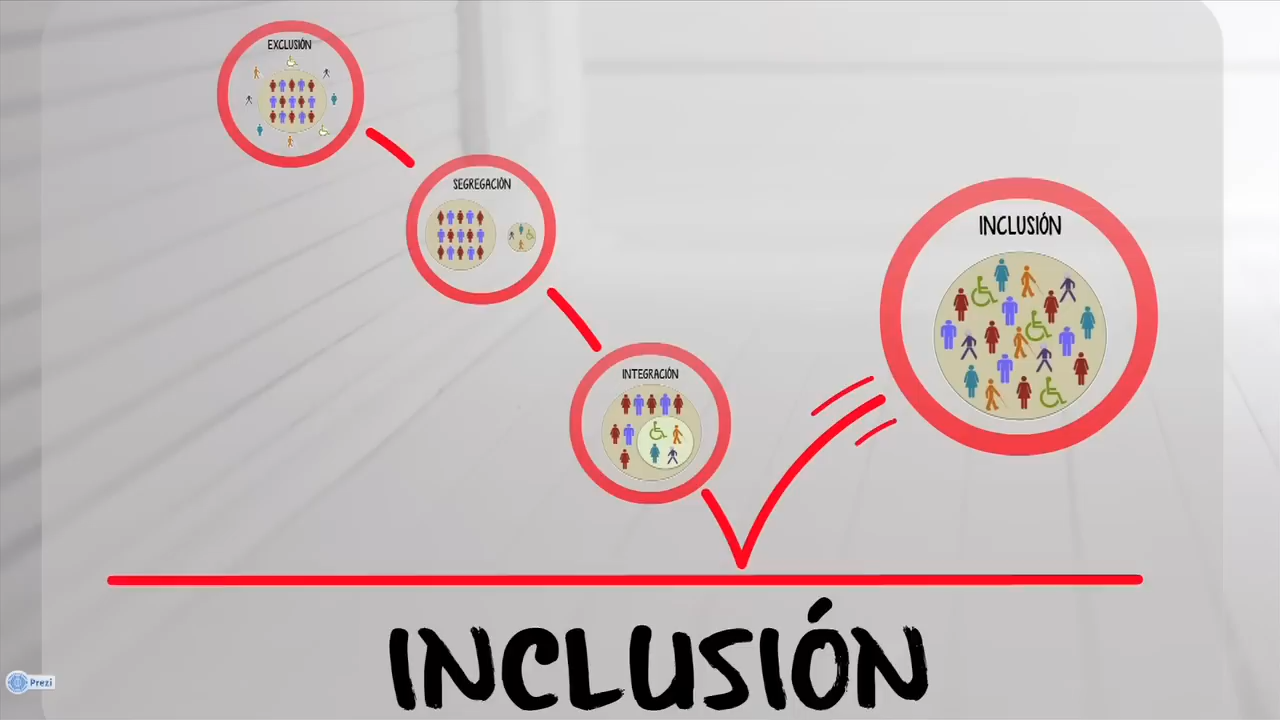 EXCLUSIÓN
SEGREGACIÓN
INTEGRACIÓN
INCLUSIÓN
INCLUSIÓN
Prezi